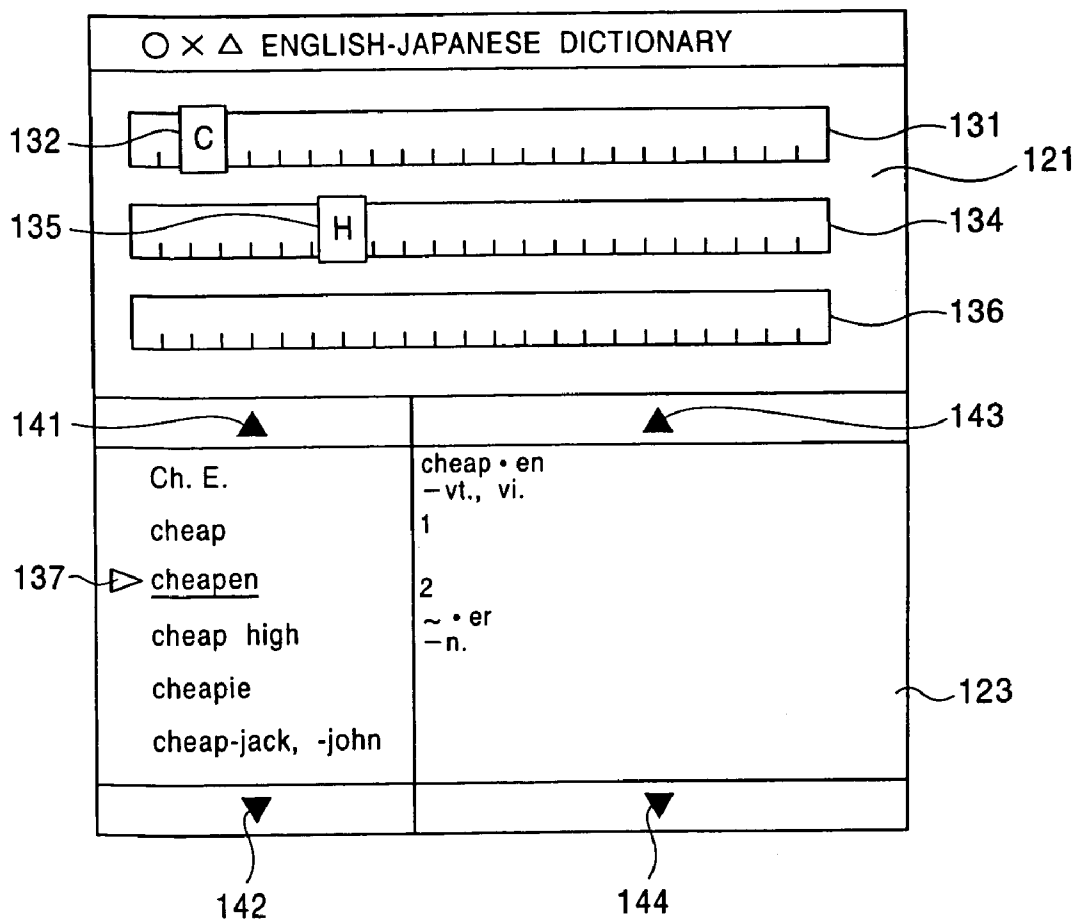 ○×△ ENGLISH-JAPANESE DICTIONARY
132
C
131
121
135
H
134
136
141
143
Ch. E.
cheap
137
cheapen
cheap high
cheapie
cheap-jack, -john
cheap • en
–vt., vi.
1
2
~ • er
–n.
123
142
144